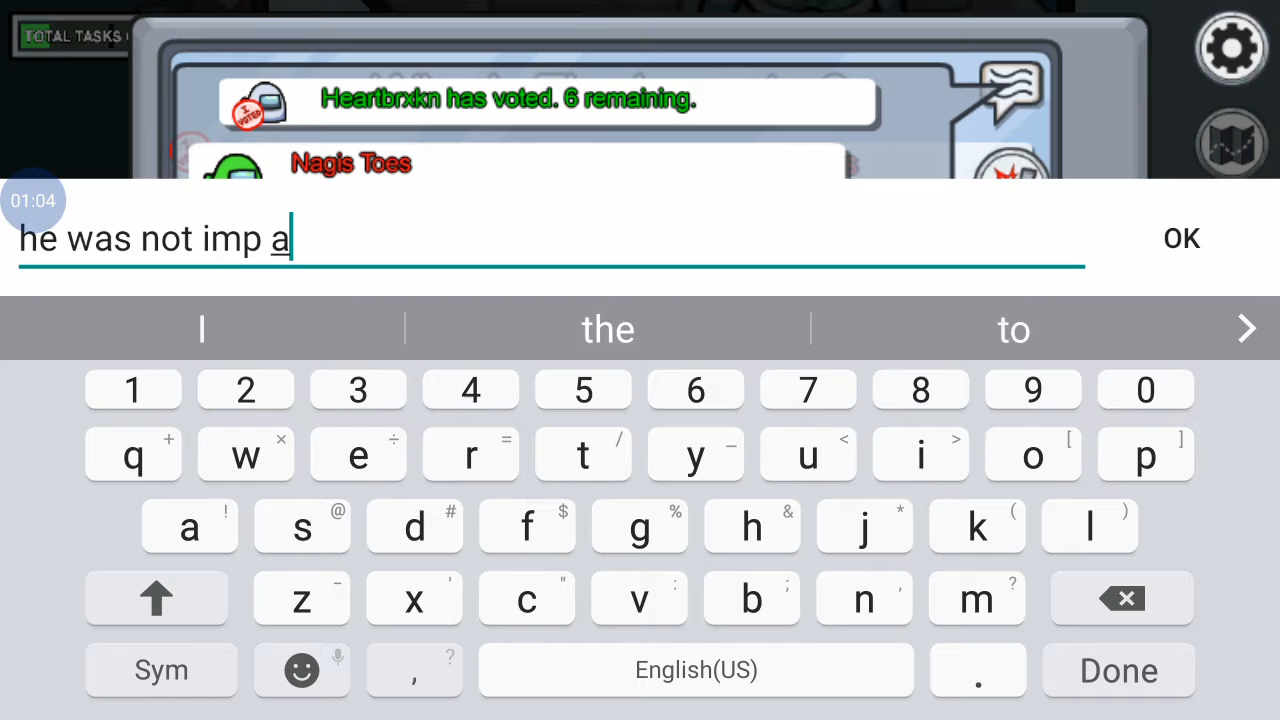 TOTAL TASKS
Heartbrxkn has voted. 6 remaining.
I VOTED
Nagis Toes
01:04
he was not imp a
OK
I the to
1 2 3 4 5 6 7 8 9 0
q + w × e ÷ r = t / y _ u < i > o [ p ]
a ! s @ d # f $ g % h & j * k ( l )
z - x ' c " v : b ; n , m ?
Sym , ? English(US) . Done